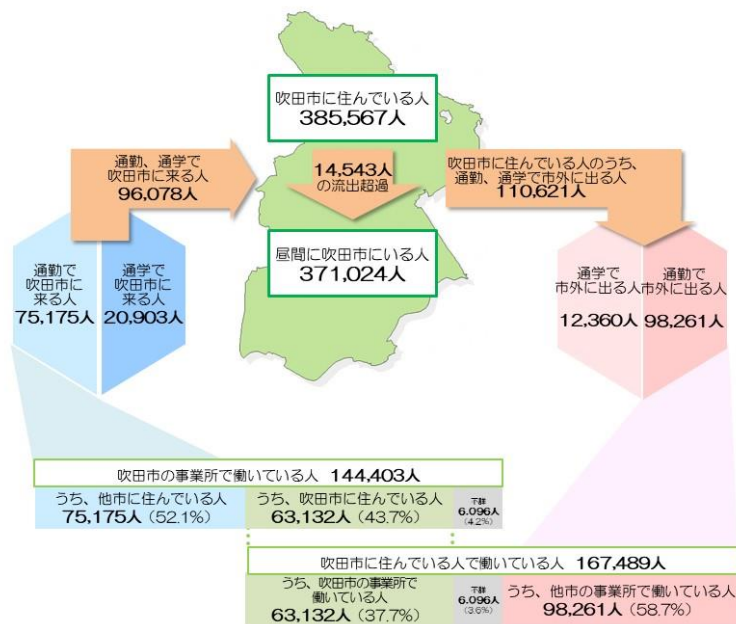 吹田市に住んでいる人
385,567人
通勤、通学で
吹田市に来る人
96,078人
14,543人
の流出超過
吹田市に住んでいる人のうち、
通勤、通学で市外に出る人
110,621人
昼間に吹田市にいる人
371,024人
通勤で
吹田市に
来る人
75,175人
通学で
吹田市に
来る人
20,903人
通学で
市外に出る人
12,360人
通勤で
市外に出る人
98,261人
吹田市の事業所で働いている人 144,403人
うち、他市に住んでいる人
75,175人(52.1%)
うち、吹田市に住んでいる人
63,132人(43.7%)
不詳
6.096人
(4.2%)
吹田市に住んでいる人で働いている人 167,489人
うち、吹田市の事業所で
働いている人
63,132人(37.7%)
不詳
6.096人
(3.6%)
うち、他市の事業所で働いている人
98,261人(58.7%)